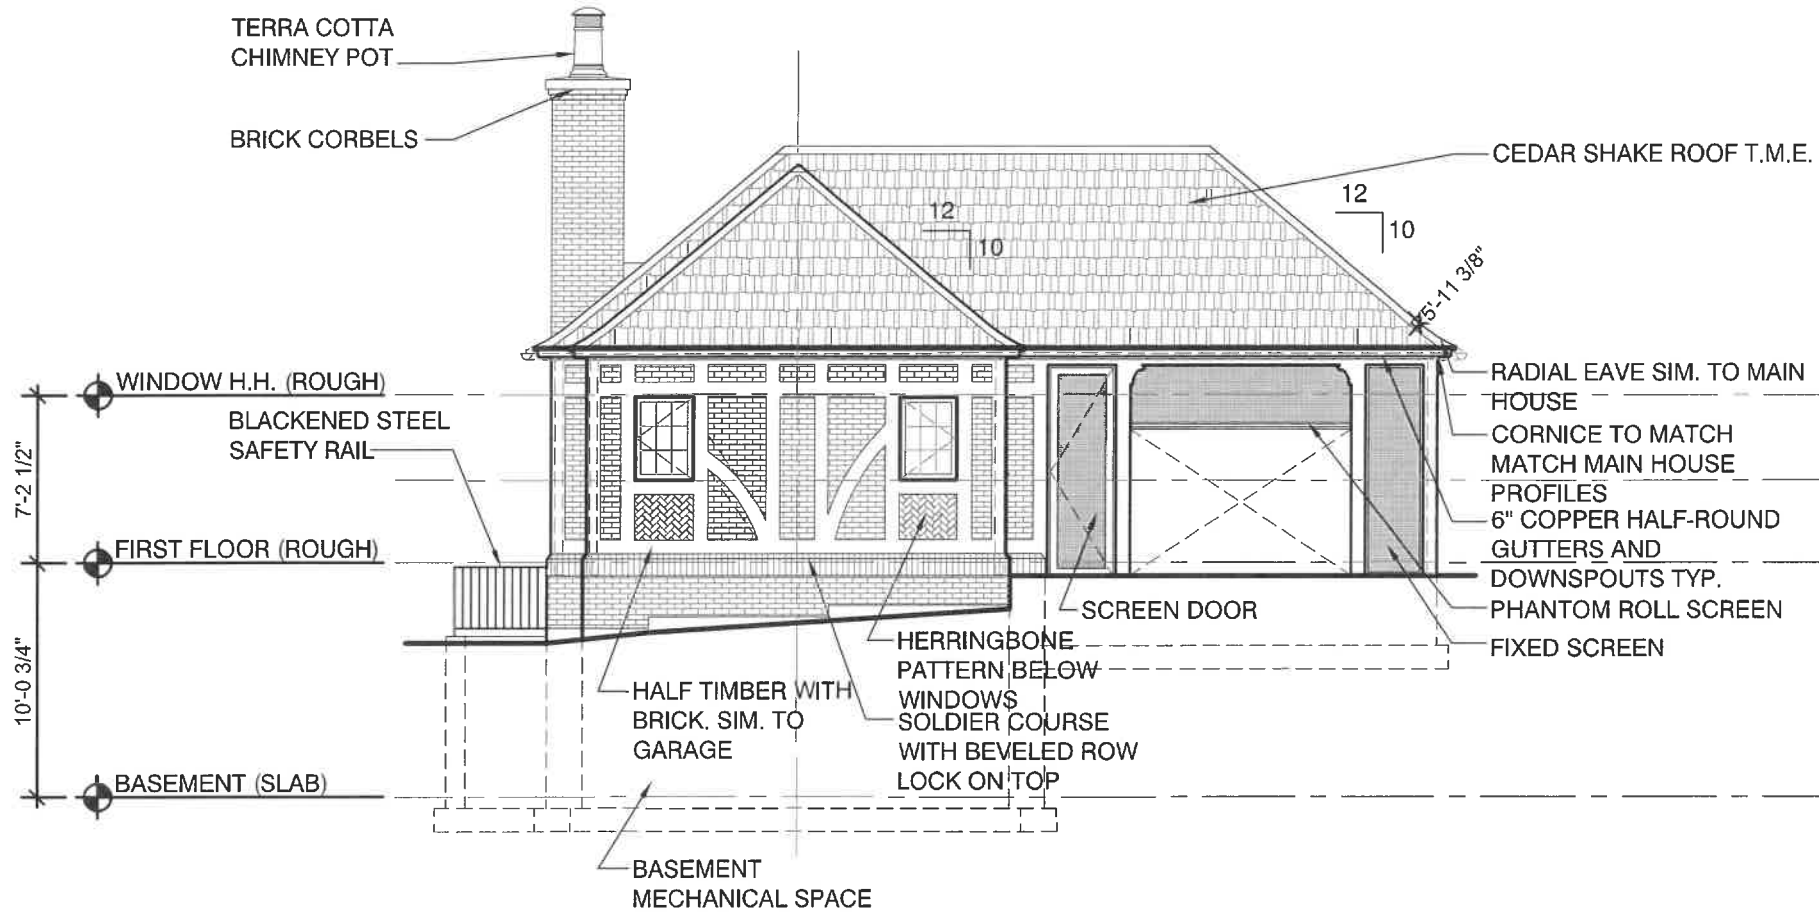 TERRA COTTA
CHIMNEY POT
BRICK CORBELS
CEDAR SHAKE ROOF T.M.E.
12
10
12
10
5'-11 3/8"
WINDOW H.H. (ROUGH)
BLACKENED STEEL
SAFETY RAIL
7'-2 1/2"
FIRST FLOOR (ROUGH)
10'-0 3/4"
BASEMENT (SLAB)
RADIAL EAVE SIM. TO MAIN
HOUSE
CORNICE TO MATCH
MATCH MAIN HOUSE
PROFILES
6" COPPER HALF-ROUND
GUTTERS AND
DOWNSPOUTS TYP.
PHANTOM ROLL SCREEN
FIXED SCREEN
SCREEN DOOR
HERRINGBONE
PATTERN BELOW
WINDOWS
HALF TIMBER WITH
BRICK. SIM. TO
GARAGE
SOLDIER COURSE
WITH BEVELED ROW
LOCK ON TOP
BASEMENT
MECHANICAL SPACE